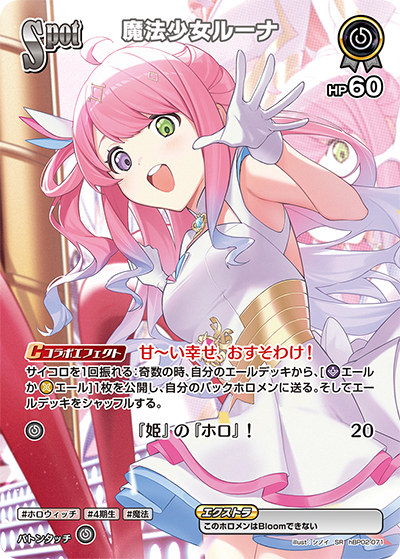 Spot
魔法少女ルーナ
HP60
Cコラボエフェクト 甘〜い幸せ、おすそわけ!
サイコロを1回振れる:奇数の時、自分のエールデッキから、[エール
かエール]1枚を公開し、自分のバックホロメンに送る。そしてエー
ルデッキをシャッフルする。
『姫』の『ホロ』! 20
#ホロウィッチ #4期生 #魔法
エクストラ
このホロメンはBloomできない
バトンタッチ
illust:シノイ SR hBP02-071